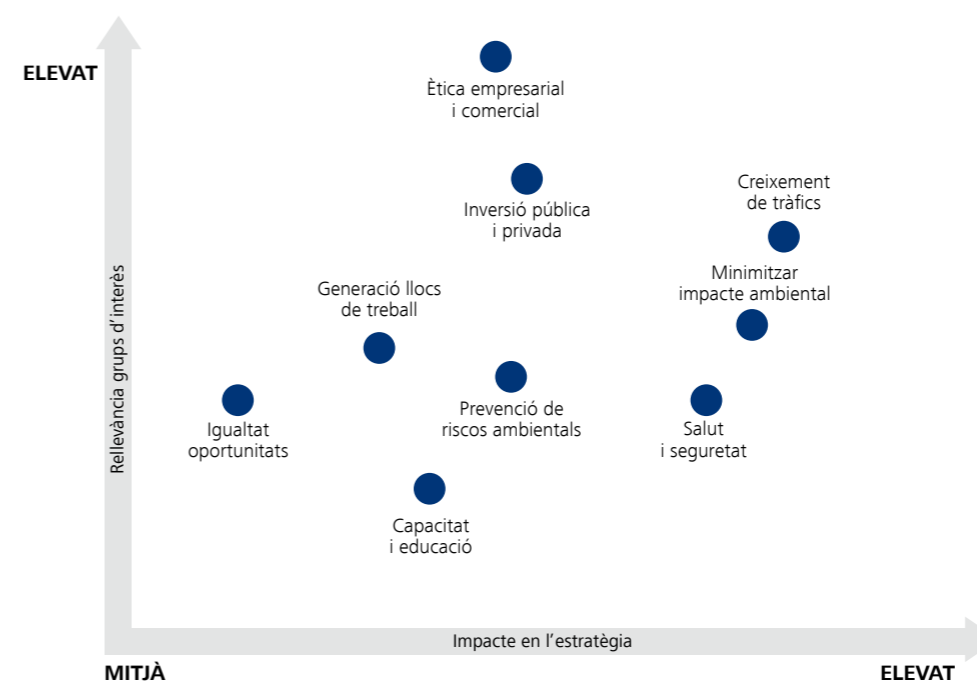 ELEVAT
Ètica empresarial
i comercial
Inversió pública
i privada
Creixement
de tràfics
Minimitzar
impacte ambiental
Generació llocs
de treball
Prevenció de
riscos ambientals
Igualtat
oportunitats
Salut
i seguretat
Capacitat
i educació
Rellevància grups d'interès
Impacte en l'estratègia
MITJÀ
ELEVAT